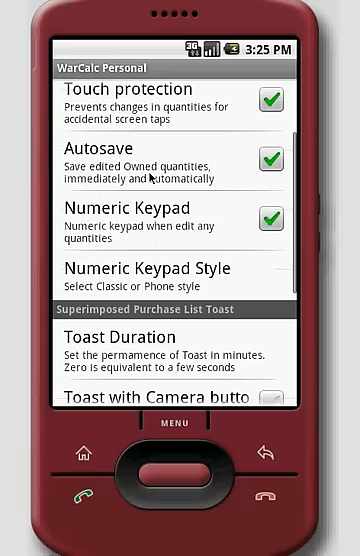 3G
3:25 PM
WarCalc Personal
Touch protection
Prevents changes in quantities for
accidental screen taps
Autosave
Save edited Owned quantities,
immediately and automatically
Numeric Keypad
Numeric keypad when edit any
quantities
Numeric Keypad Style
Select Classic or Phone style
Superimposed Purchase List Toast
Toast Duration
Set the permamence of Toast in minutes.
Zero is equivalent to a few seconds
Toast with Camera butto
MENU